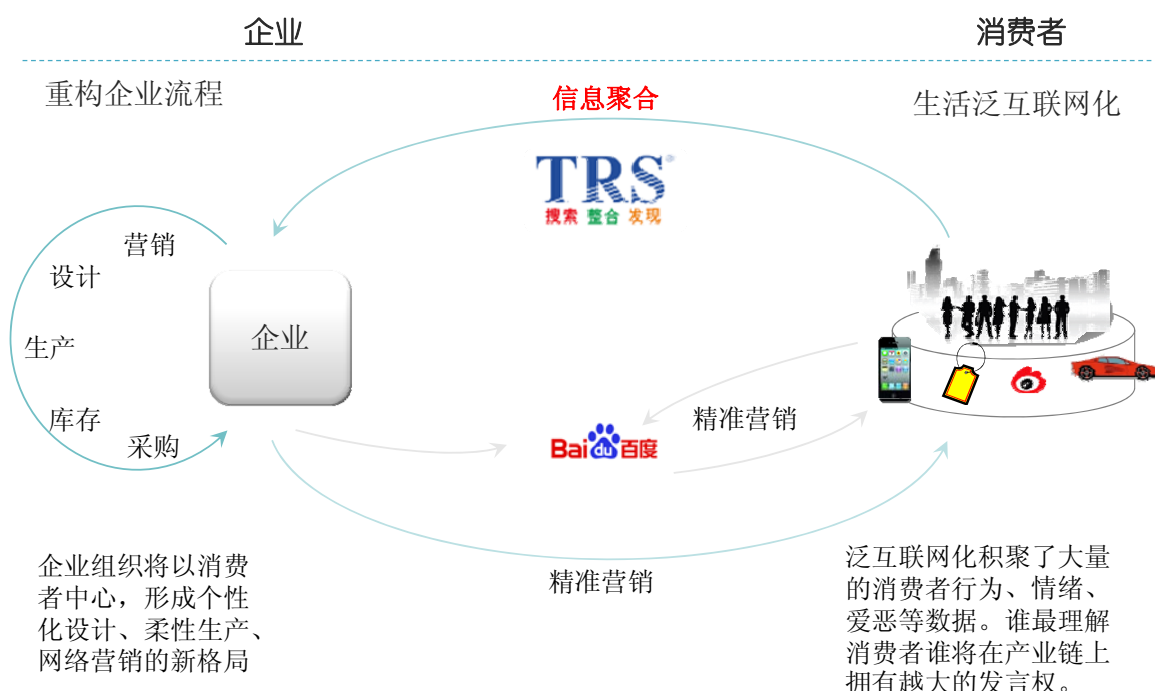 企业
消费者
重构企业流程
信息聚合
生活泛互联网化
TRS
搜索 整合 发现
营销
设计
生产
库存
采购
企业
精准营销
Bai du 百度
精准营销
企业组织将以消费
者中心，形成个性
化设计、柔性生产、
网络营销的新格局
泛互联网化积聚了大量
的消费者行为、情绪、
爱恶等数据。谁最理解
消费者谁将在产业链上
拥有越大的发言权。